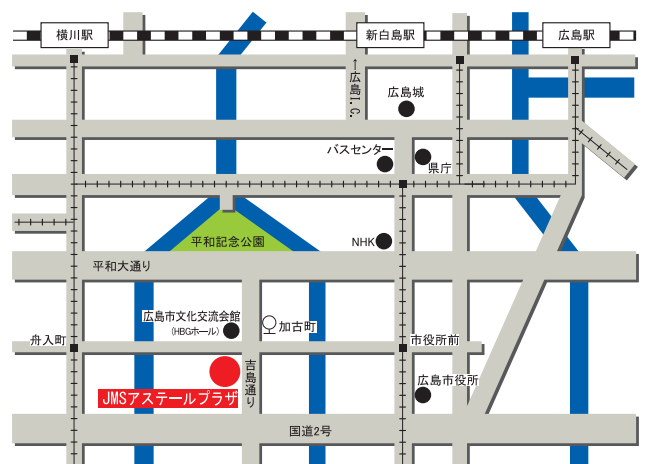 横川駅
新白島駅
広島駅
←広島I.C.
広島城
バスセンター
県庁
平和記念公園
NHK
平和大通り
広島市文化交流会館
(HBGホール)
加古町
舟入町
市役所前
吉島通り
JMSアステールプラザ
広島市役所
国道2号